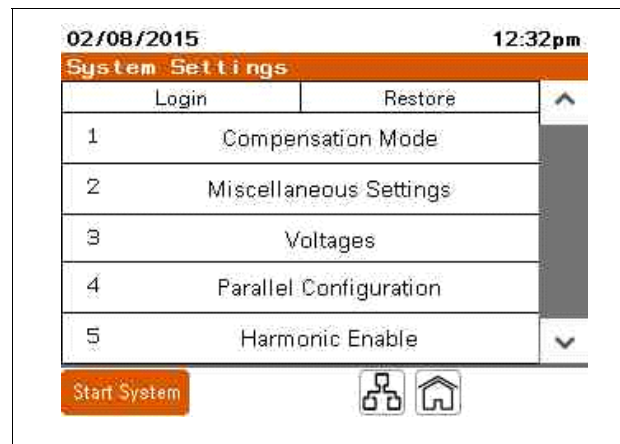 02/08/2015 12:32pm
System Settings
Login Restore
1 Compensation Mode
2 Miscellaneous Settings
3 Voltages
4 Parallel Configuration
5 Harmonic Enable
Start System